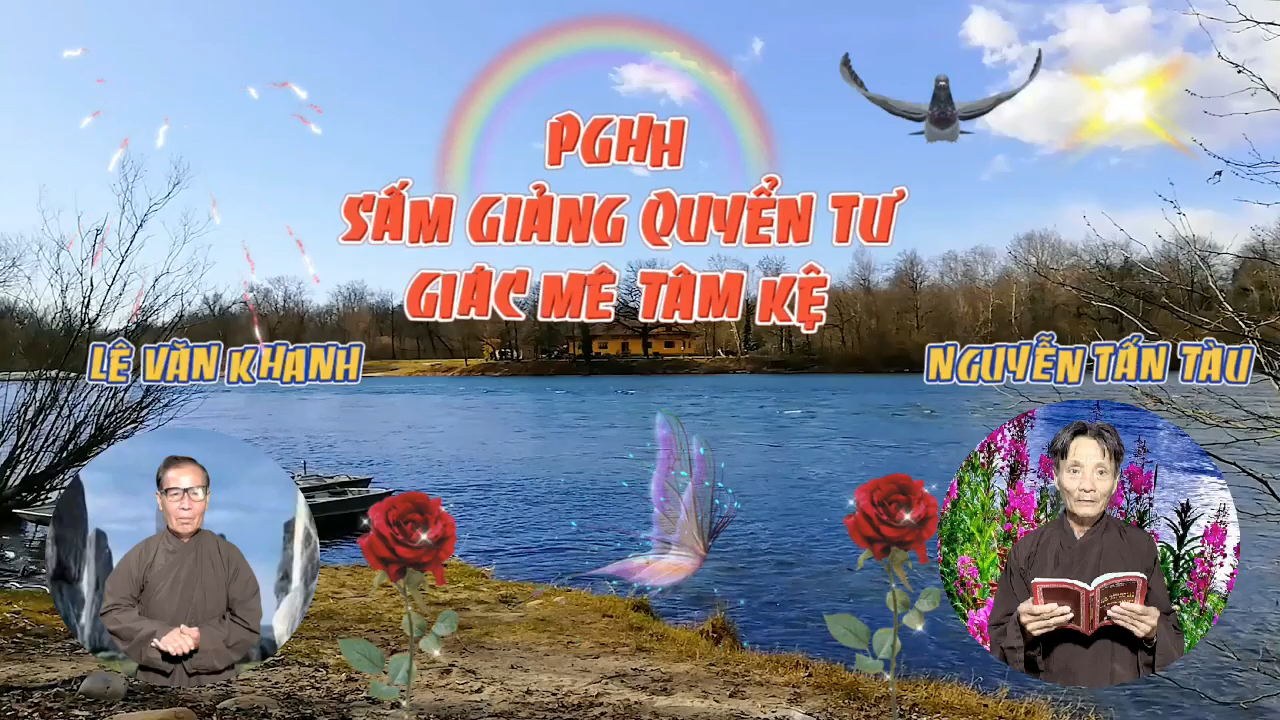 PGHH
SẤM GIẢNG QUYỂN TƯ
GIÁC MÊ TÂM KỆ
LÊ VĂN KHANH
NGUYỄN TẤN TÀU